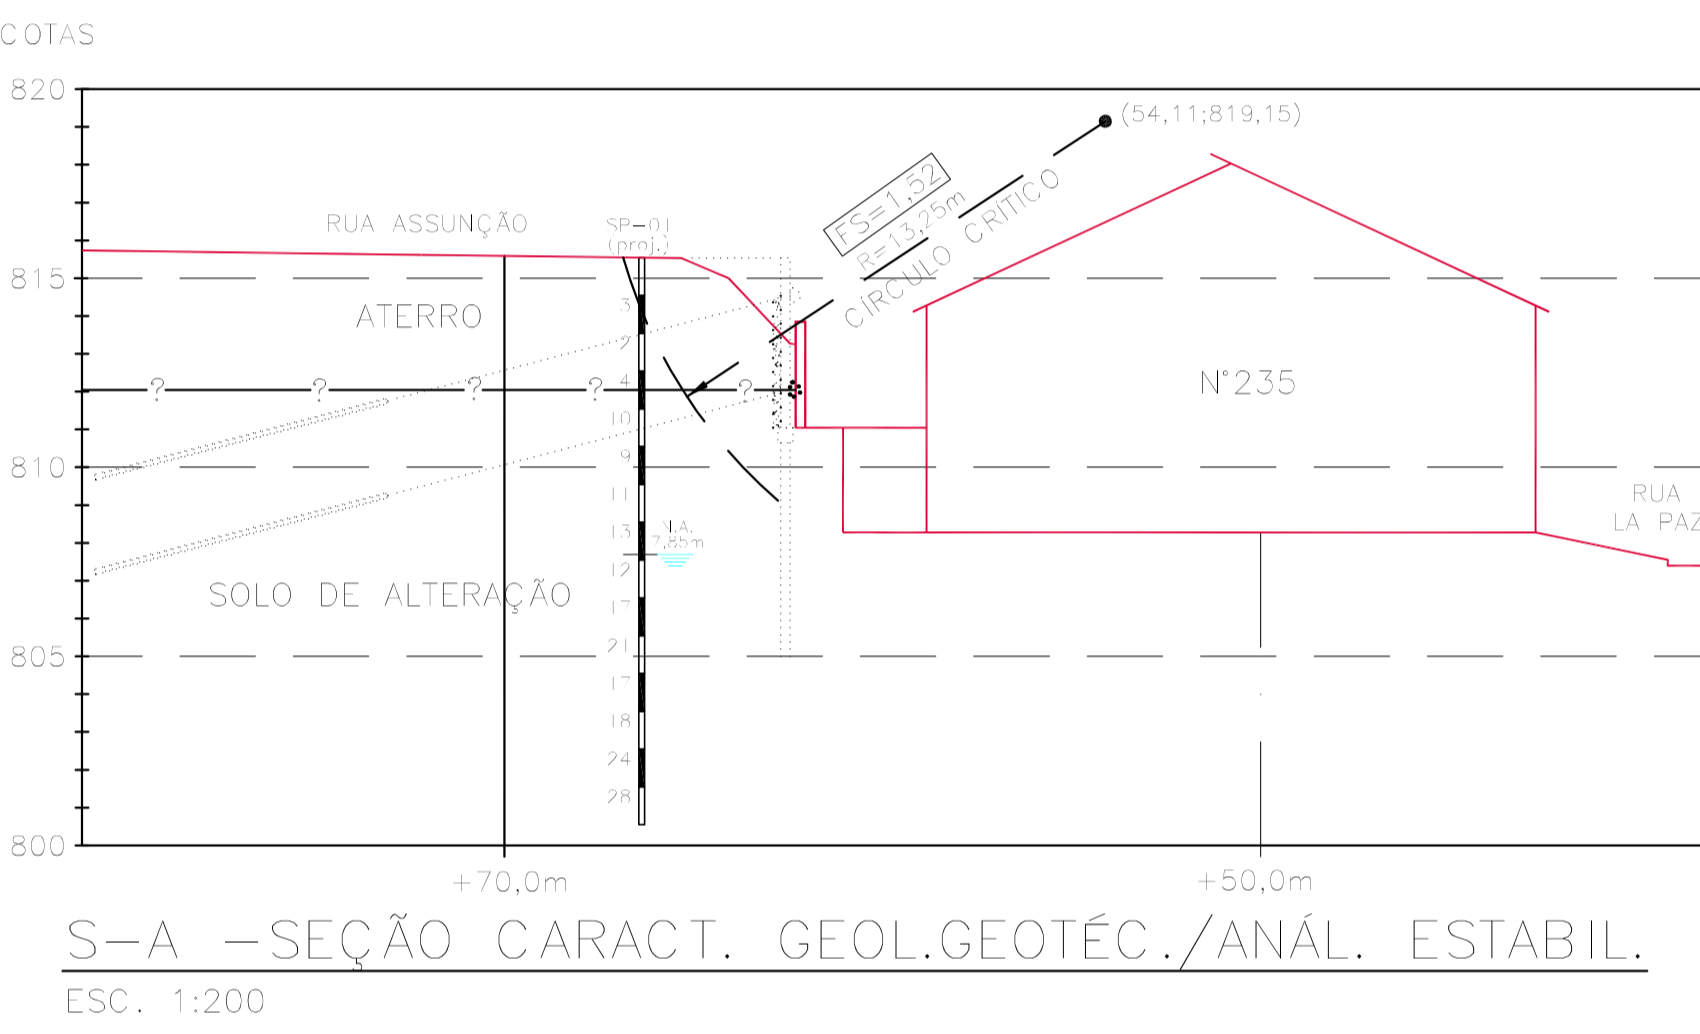 COTAS
820
815
810
805
800
RUA ASSUNÇÃO
SP-01
(proj.)
ATERRO
3
2
4
10
9
11
13
12
17
21
17
18
24
28
N.A.
7,85m
? ? ? ? ?
SOLO DE ALTERAÇÃO
FS=1,52
R=13,25m
CÍRCULO CRÍTICO
(54,11;819,15)
N°235
RUA
LA PAZ
+70,0m
+50,0m
S-A -SEÇÃO CARACT. GEOL.GEOTÉC./ANÁL. ESTABIL.
ESC. 1:200